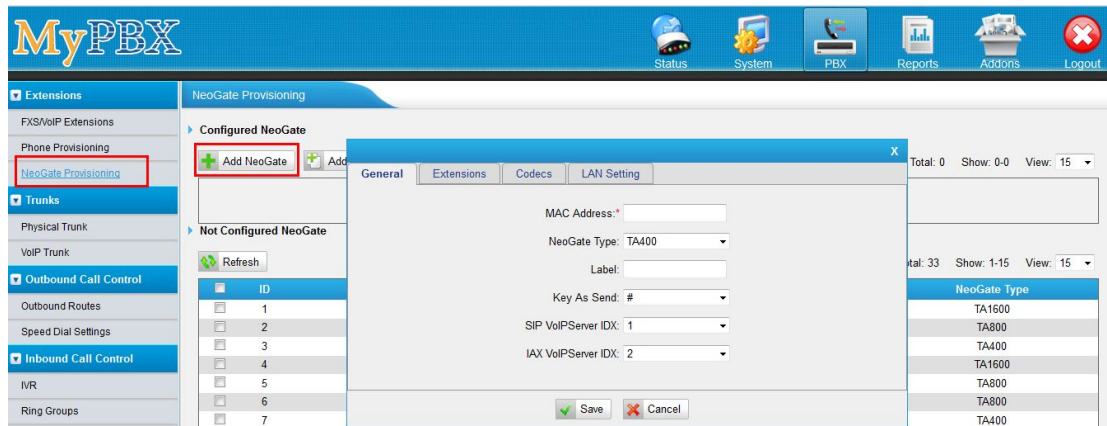 MyPBX
Status System PBX Reports Addons Logout
Extensions
NeoGate Provisioning
FXS/VoIP Extensions
Configured NeoGate
Phone Provisioning
Add NeoGate Add X Total: 0 Show: 0-0 View: 15
NeoGate Provisioning
General Extensions Codecs LAN Setting
Trunks
MAC Address:*
Physical Trunk
Not Configured NeoGate
NeoGate Type: TA400
VoIP Trunk
Refresh
Label:
tal: 33 Show: 1-15 View: 15
Outbound Call Control
ID
Key As Send: #
NeoGate Type
Outbound Routes
1 TA1600
Speed Dial Settings
2 SIP VoIPServer IDX: 1 TA800
3 IAX VoIPServer IDX: 2 TA400
Inbound Call Control
4 TA1600
IVR
5 TA800
Ring Groups
6 Save Cancel TA800
7 TA400